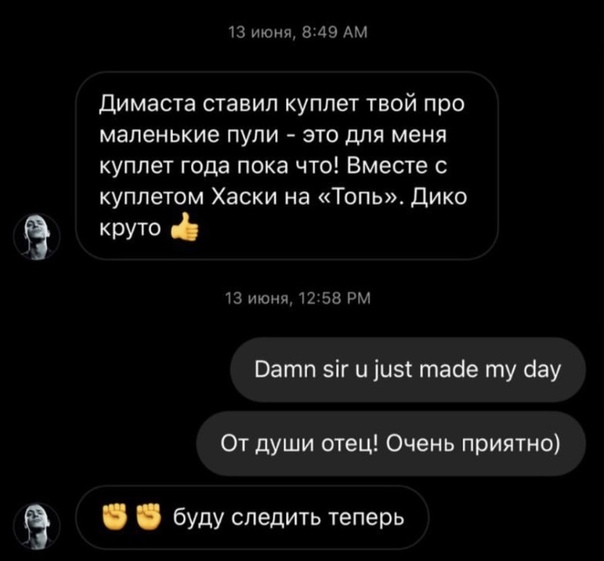 13 июня, 8:49 AM
Димаста ставил куплет твой про
маленькие пули - это для меня
куплет года пока что! Вместе с
куплетом Хаски на «Топь». Дико
круто 👍
13 июня, 12:58 PM
Damn sir u just made my day
От души отец! Очень приятно)
✊ ✊ буду следить теперь